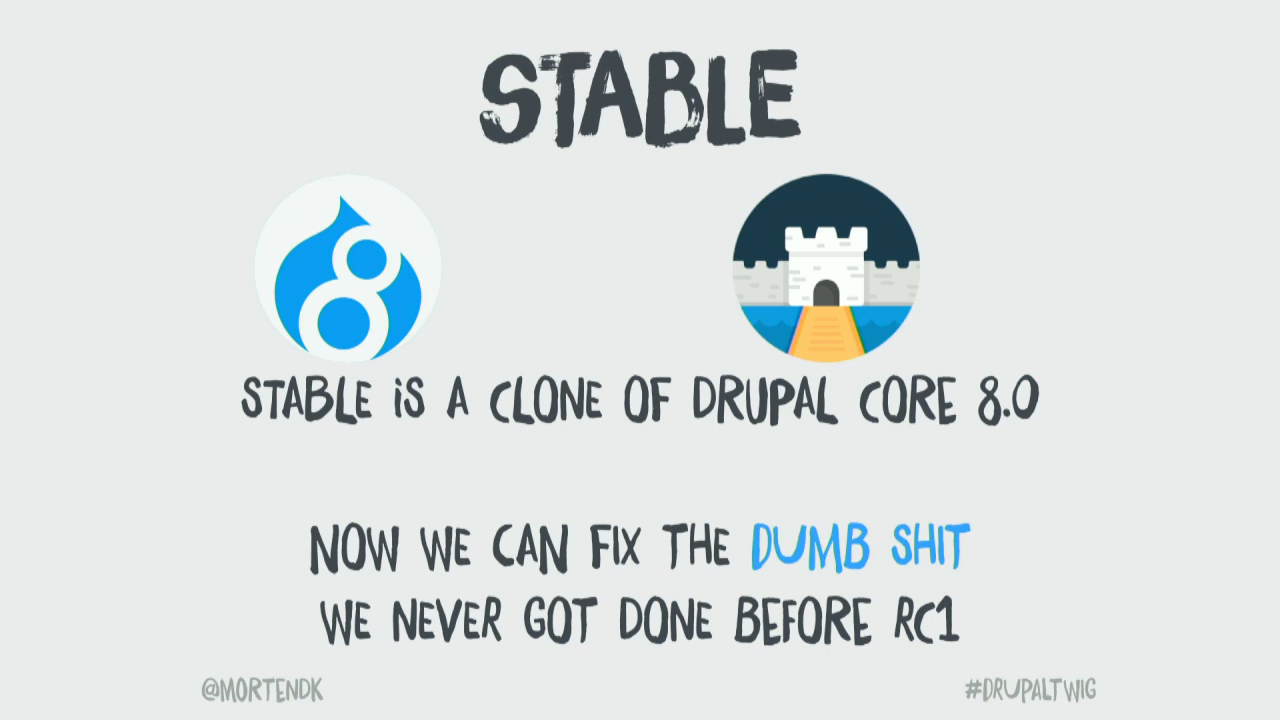 STABLE
8
STABLE iS A CLONE OF DRUPAL CORE 8.0
NOW WE CAN FIX THE DUMB SHIT
WE NEVER GOT DONE BEFORE RC1
@MORTENDK
#DRUPALTWIG